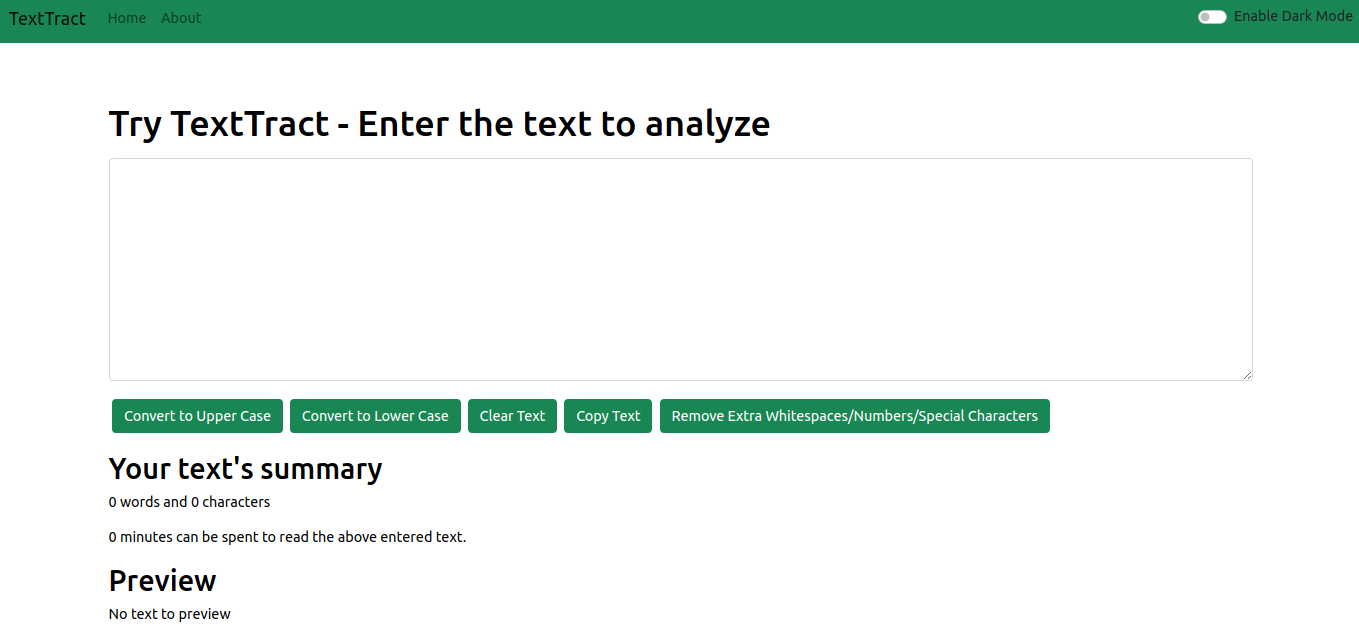 TextTract Home About Enable Dark Mode
Try TextTract - Enter the text to analyze
Convert to Upper Case Convert to Lower Case Clear Text Copy Text Remove Extra Whitespaces/Numbers/Special Characters
Your text's summary
0 words and 0 characters
0 minutes can be spent to read the above entered text.
Preview
No text to preview